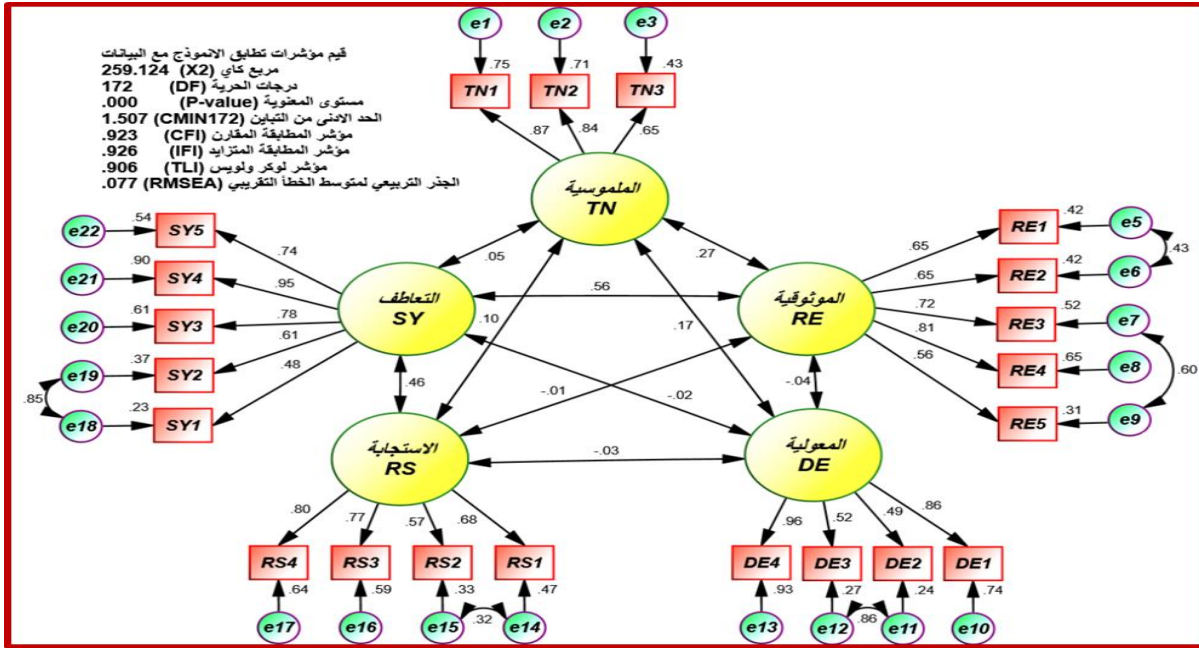 e1 e2 e3
قيم مؤشرات تطابق الانموذج مع البيانات
مربع كاي (X2) 259.124
درجات الحرية (DF) 172
مستوى المعنوية (P-value) .000
الحد الادنى من التباين (CMIN172) 1.507
مؤشر المطابقة المقارن (CFI) .923
مؤشر المطابقة المتزايد (IFI) .926
مؤشر لوكر ولويس (TLI) .906
الجذر التربيعي لمتوسط الخطأ التقريبي (RMSEA) .077
.75 .71 .43
TN1 TN2 TN3
.87 .84 .65
الملموسية
TN
.05 .27
.56
.10 .17
e22 .54 SY5 .74
e21 .90 SY4 .95
e20 .61 SY3 .78
e19 .37 SY2 .61
.85
e18 .23 SY1 .48
التعاطف
SY
الموثوقية
RE
.65 RE1 .42 e5
.43
.65 RE2 .42 e6
.72 RE3 .52 e7
.81 RE4 .65 e8
.60
.56 RE5 .31 e9
.46 -.01 -.02 -.04
الاستجابة
RS
-.03
المعولية
DE
.80 .77 .57 .68
.96 .52 .49 .86
RS4 RS3 RS2 RS1
DE4 DE3 DE2 DE1
.64 .59 .33 .47
.93 .27 .24 .74
e17 e16 e15 .32 e14
e13 e12 .86 e11 e10